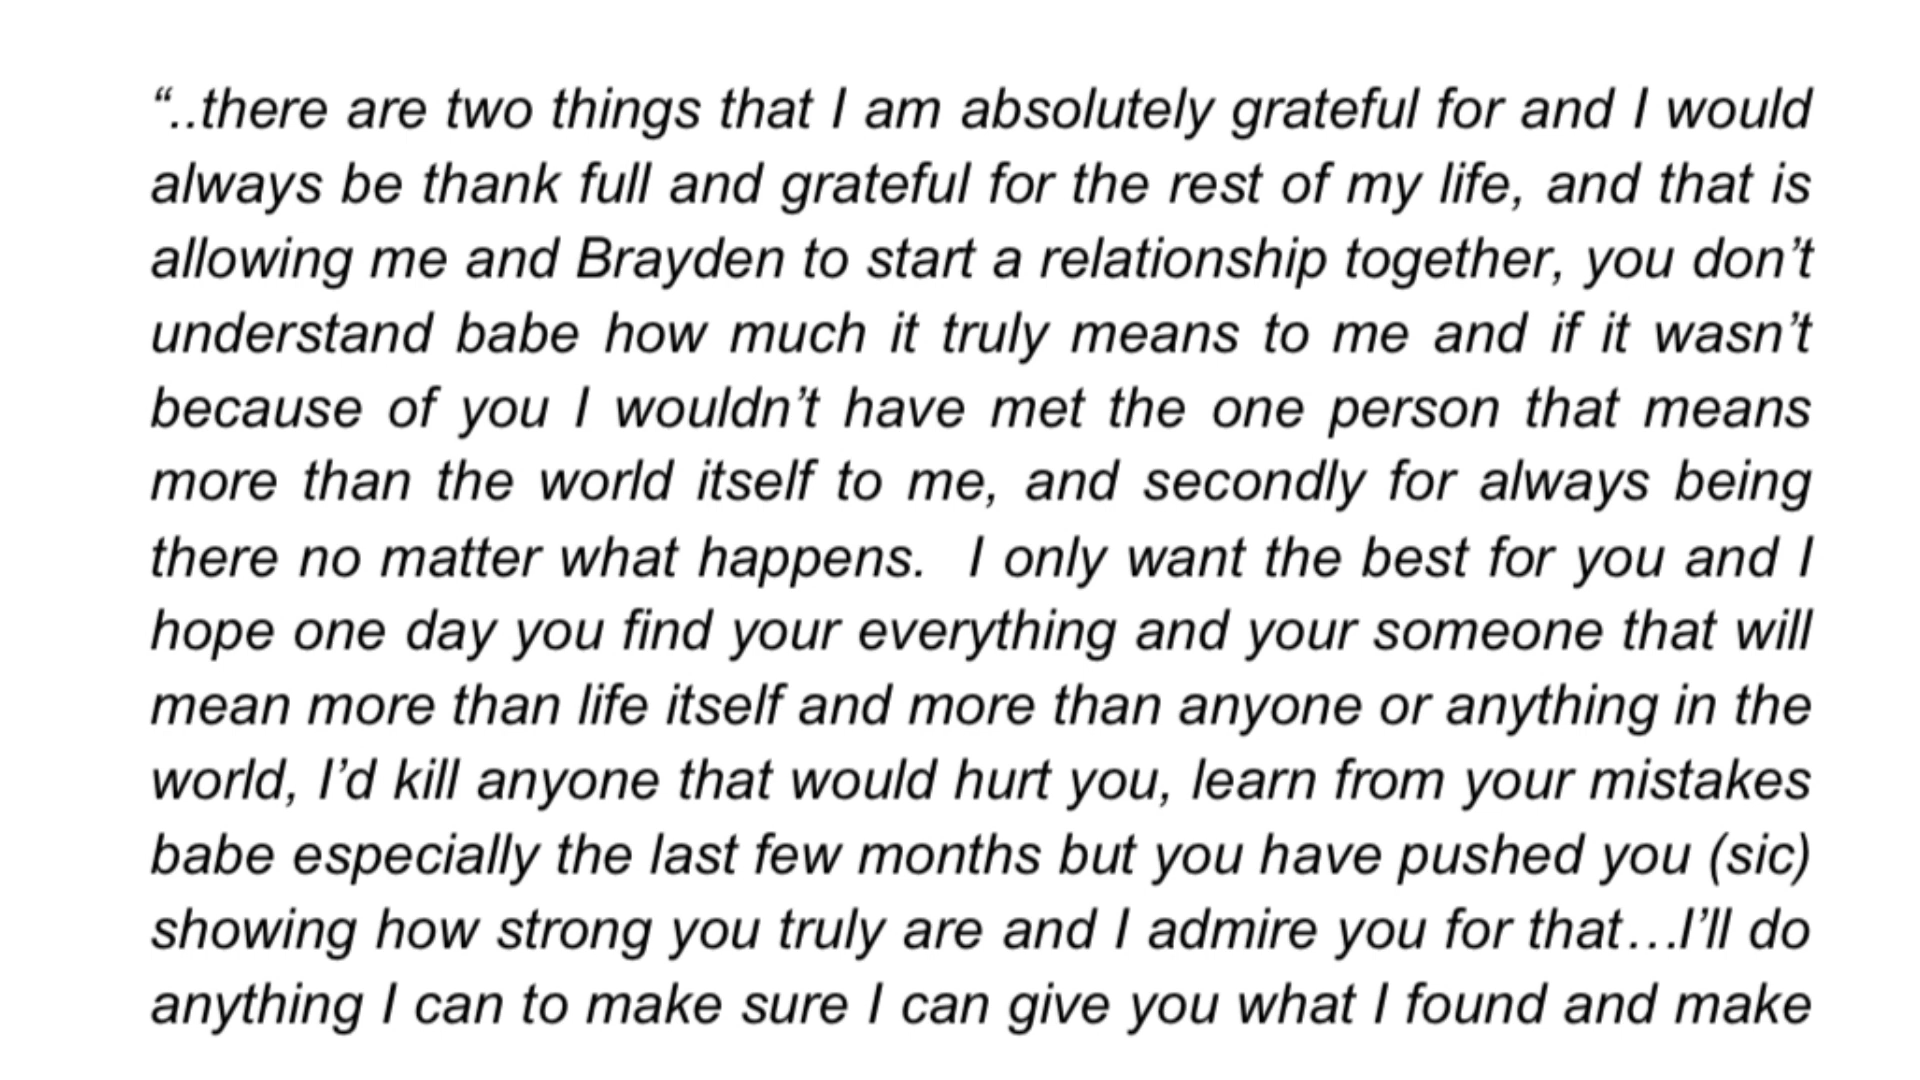 “..there are two things that I am absolutely grateful for and I would
always be thank full and grateful for the rest of my life, and that is
allowing me and Brayden to start a relationship together, you don’t
understand babe how much it truly means to me and if it wasn’t
because of you I wouldn’t have met the one person that means
more than the world itself to me, and secondly for always being
there no matter what happens.  I only want the best for you and I
hope one day you find your everything and your someone that will
mean more than life itself and more than anyone or anything in the
world, I’d kill anyone that would hurt you, learn from your mistakes
babe especially the last few months but you have pushed you (sic)
showing how strong you truly are and I admire you for that…I’ll do
anything I can to make sure I can give you what I found and make